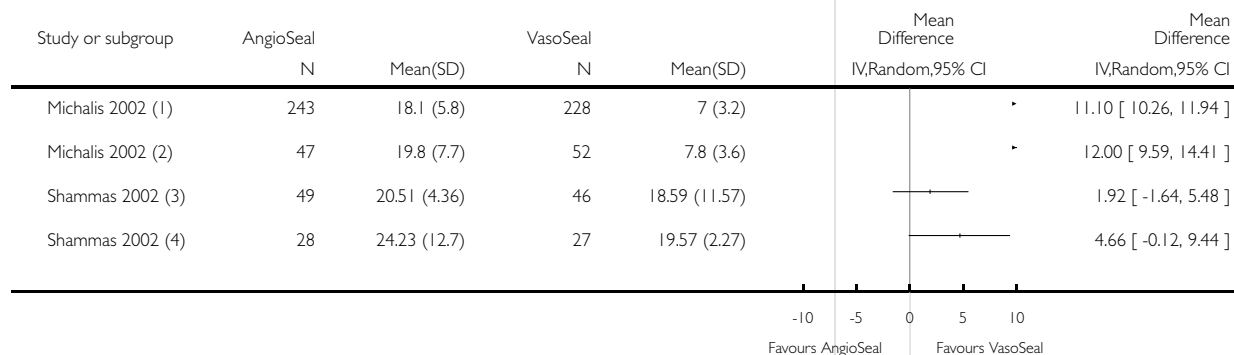 Mean Mean
Study or subgroup AngioSeal VasoSeal Difference Difference
N Mean(SD) N Mean(SD) IV,Random,95% CI IV,Random,95% CI
Michalis 2002 (1) 243 18.1 (5.8) 228 7 (3.2) 11.10 [ 10.26, 11.94 ]
Michalis 2002 (2) 47 19.8 (7.7) 52 7.8 (3.6) 12.00 [ 9.59, 14.41 ]
Shammas 2002 (3) 49 20.51 (4.36) 46 18.59 (11.57) 1.92 [ -1.64, 5.48 ]
Shammas 2002 (4) 28 24.23 (12.7) 27 19.57 (2.27) 4.66 [ -0.12, 9.44 ]
-10 -5 0 5 10
Favours AngioSeal Favours VasoSeal